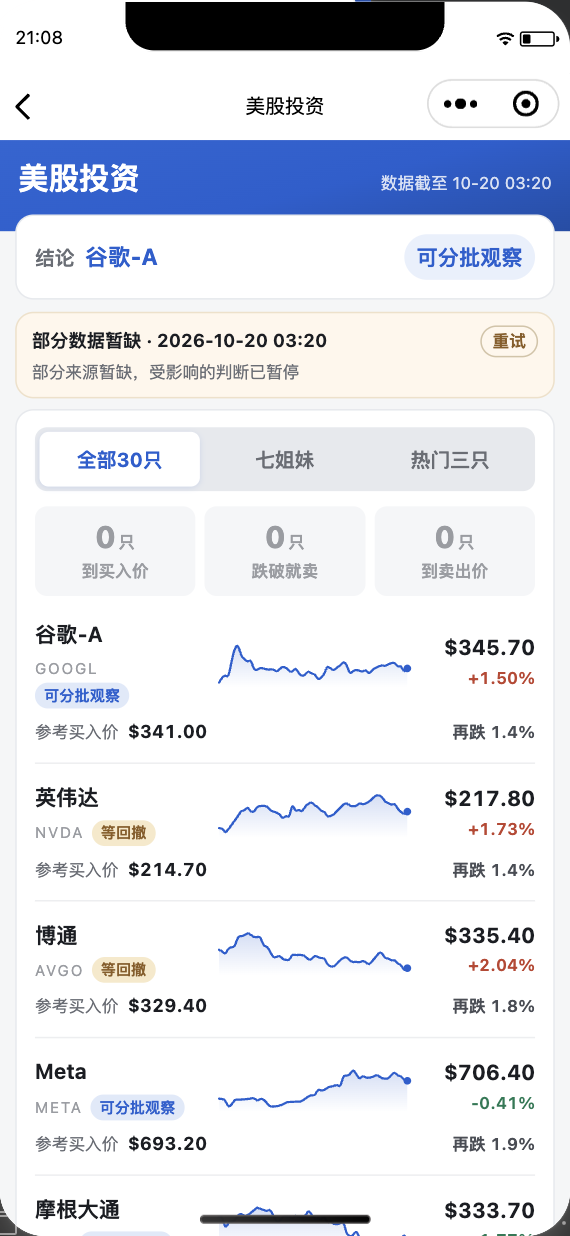 21:08
美股投资
美股投资
数据截至 10-20 03:20
结论 谷歌-A
可分批观察
部分数据暂缺 · 2026-10-20 03:20
重试
部分来源暂缺，受影响的判断已暂停
全部30只
七姐妹
热门三只
0只
到买入价
0只
跌破就卖
0只
到卖出价
谷歌-A
GOOGL
可分批观察
$345.70
+1.50%
参考买入价 $341.00
再跌 1.4%
英伟达
NVDA 等回撤
$217.80
+1.73%
参考买入价 $214.70
再跌 1.4%
博通
AVGO 等回撤
$335.40
+2.04%
参考买入价 $329.40
再跌 1.8%
Meta
META 可分批观察
$706.40
-0.41%
参考买入价 $693.20
再跌 1.9%
摩根大通
$333.70